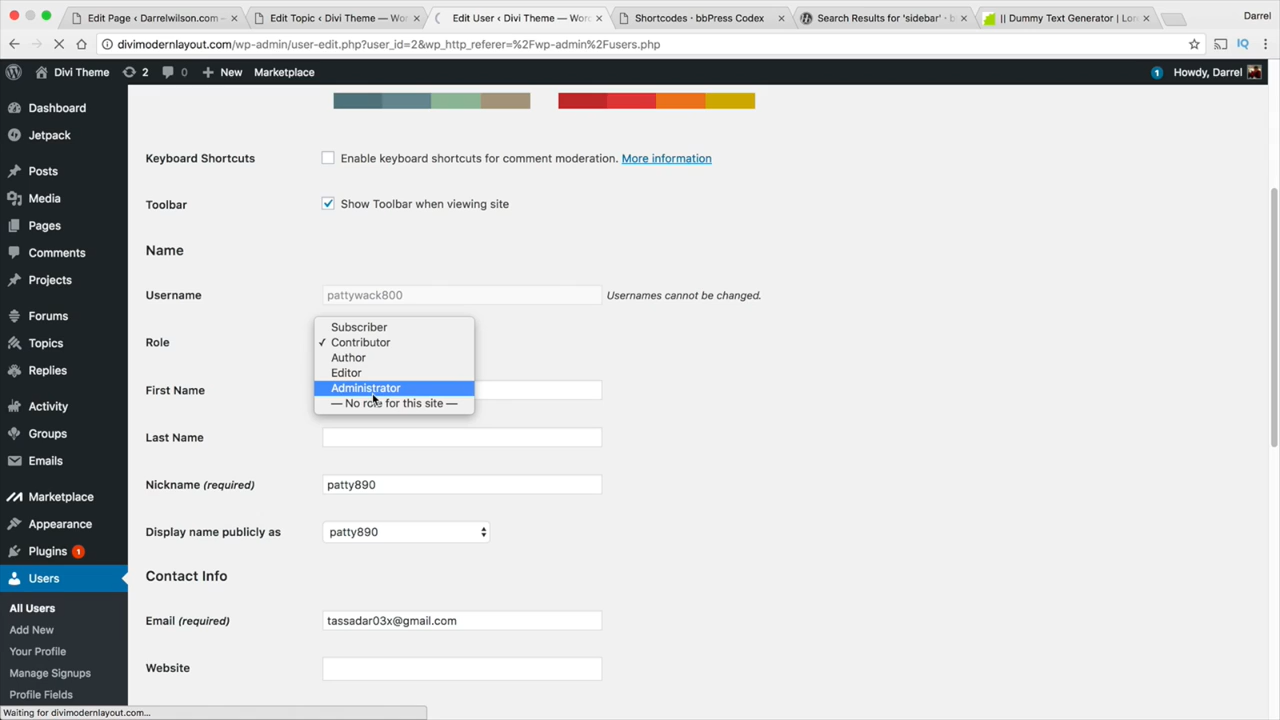 Edit Page ‹ Darrelwilson.com —
Edit Topic ‹ Divi Theme — Wor
Edit User ‹ Divi Theme — Wor
Shortcodes · bbPress Codex
Search Results for 'sidebar' · b
|| Dummy Text Generator | Lor
Darrel
divimodernlayout.com/wp-admin/user-edit.php?user_id=2&wp_http_referer=%2Fwp-admin%2Fusers.php
IQ
Divi Theme
2
0
New
Marketplace
1
Howdy, Darrel
Dashboard
Jetpack
Posts
Media
Pages
Comments
Projects
Forums
Topics
Replies
Activity
Groups
Emails
Marketplace
Appearance
Plugins 1
Users
All Users
Add New
Your Profile
Manage Signups
Profile Fields
Keyboard Shortcuts
Enable keyboard shortcuts for comment moderation. More information
Toolbar
Show Toolbar when viewing site
Name
Username
pattywack800
Usernames cannot be changed.
Role
Subscriber
✓ Contributor
Author
Editor
Administrator
— No role for this site —
First Name
Last Name
Nickname (required)
patty890
Display name publicly as
patty890
Contact Info
Email (required)
tassadar03x@gmail.com
Website
Waiting for divimodernlayout.com...